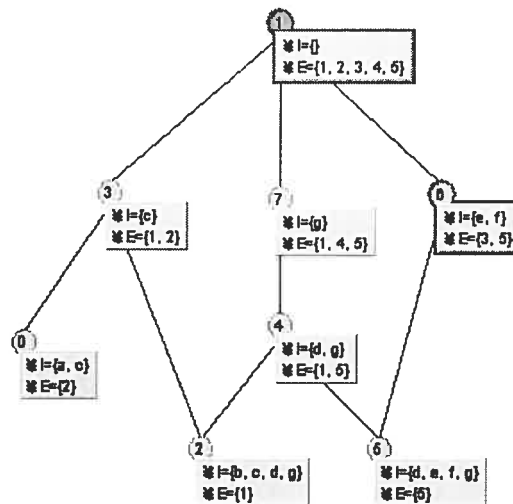 1
I={}
E={1, 2, 3, 4, 5}
3
I={c}
E={1, 2}
7
I={g}
E={1, 4, 5}
I={e, f}
E={3, 5}
0
I={a, c}
E={2}
4
I={d, g}
E={1, 5}
2
I={b, c, d, g}
E={1}
I={d, e, f, g}
E={5}